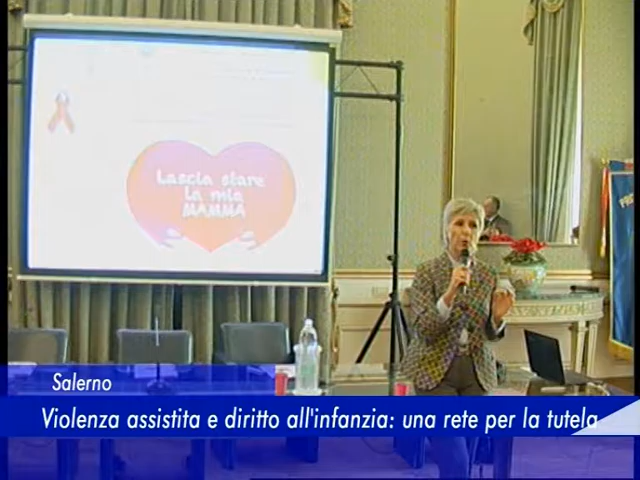 Lascia stare
la mia
MAMMA
Salerno
Violenza assistita e diritto all'infanzia: una rete per la tutela